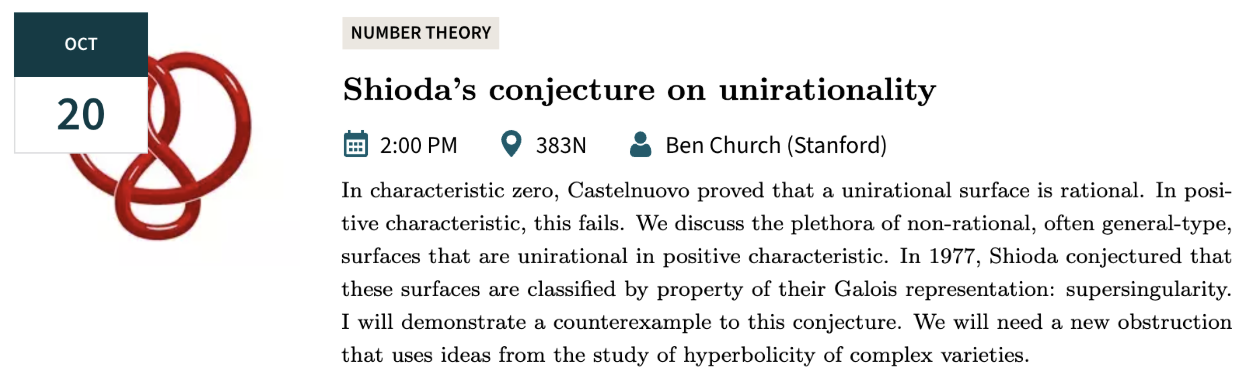 OCT
20
NUMBER THEORY
Shioda’s conjecture on unirationality
2:00 PM 383N Ben Church (Stanford)
In characteristic zero, Castelnuovo proved that a unirational surface is rational. In posi-
tive characteristic, this fails. We discuss the plethora of non-rational, often general-type,
surfaces that are unirational in positive characteristic. In 1977, Shioda conjectured that
these surfaces are classified by property of their Galois representation: supersingularity.
I will demonstrate a counterexample to this conjecture. We will need a new obstruction
that uses ideas from the study of hyperbolicity of complex varieties.